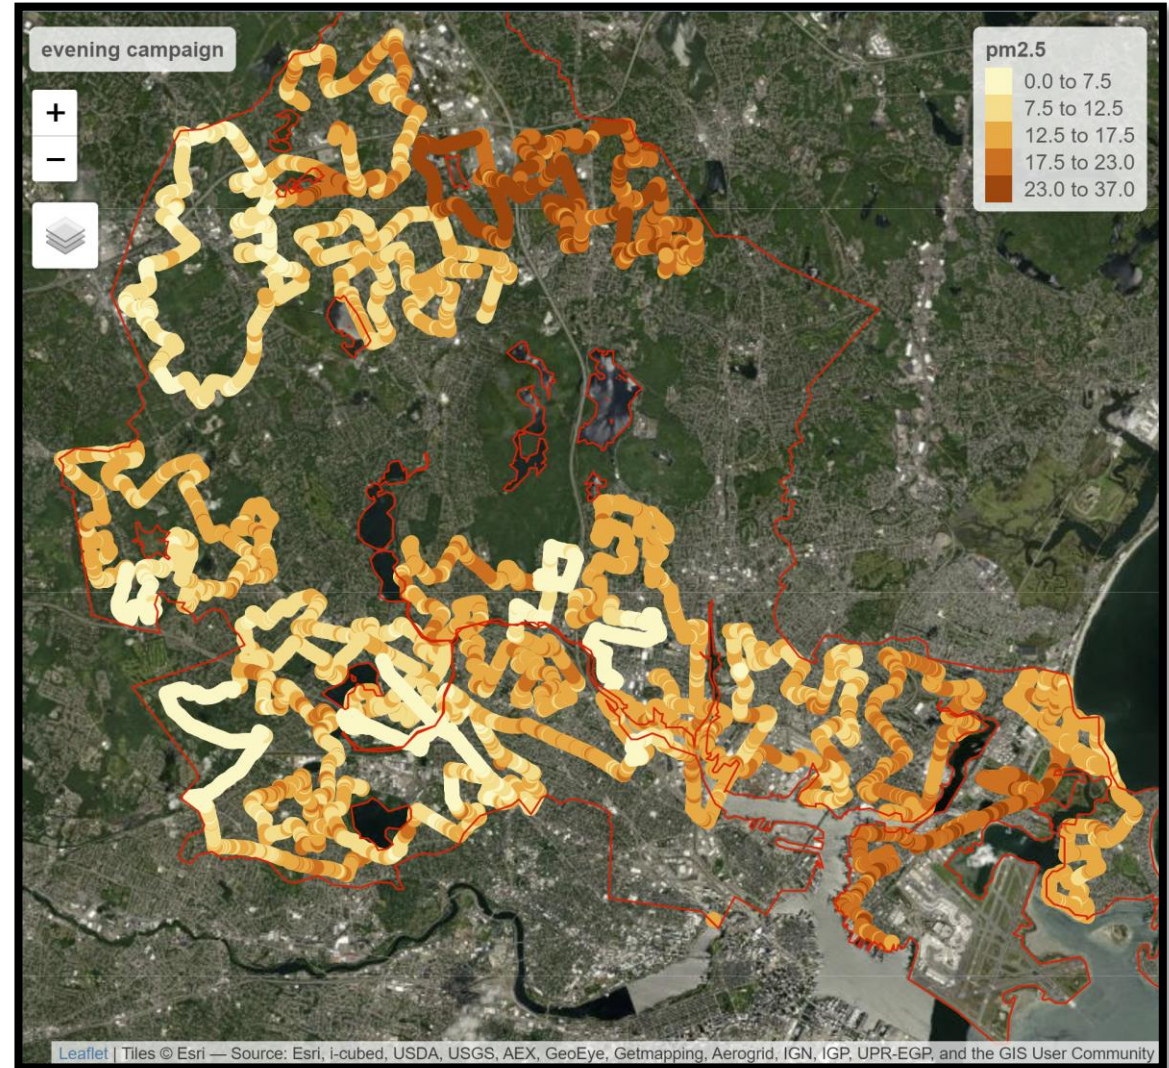 evening campaign
+
−
pm2.5
0.0 to 7.5
7.5 to 12.5
12.5 to 17.5
17.5 to 23.0
23.0 to 37.0
Leaflet | Tiles © Esri — Source: Esri, i-cubed, USDA, USGS, AEX, GeoEye, Getmapping, Aerogrid, IGN, IGP, UPR-EGP, and the GIS User Community